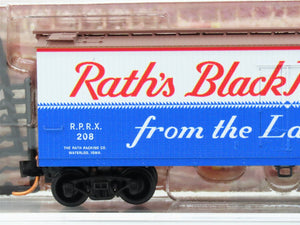 Rath's Black
from the La
R.P.R.X.
208
THE RATH PACKING CO.
WATERLOO, IOWA.